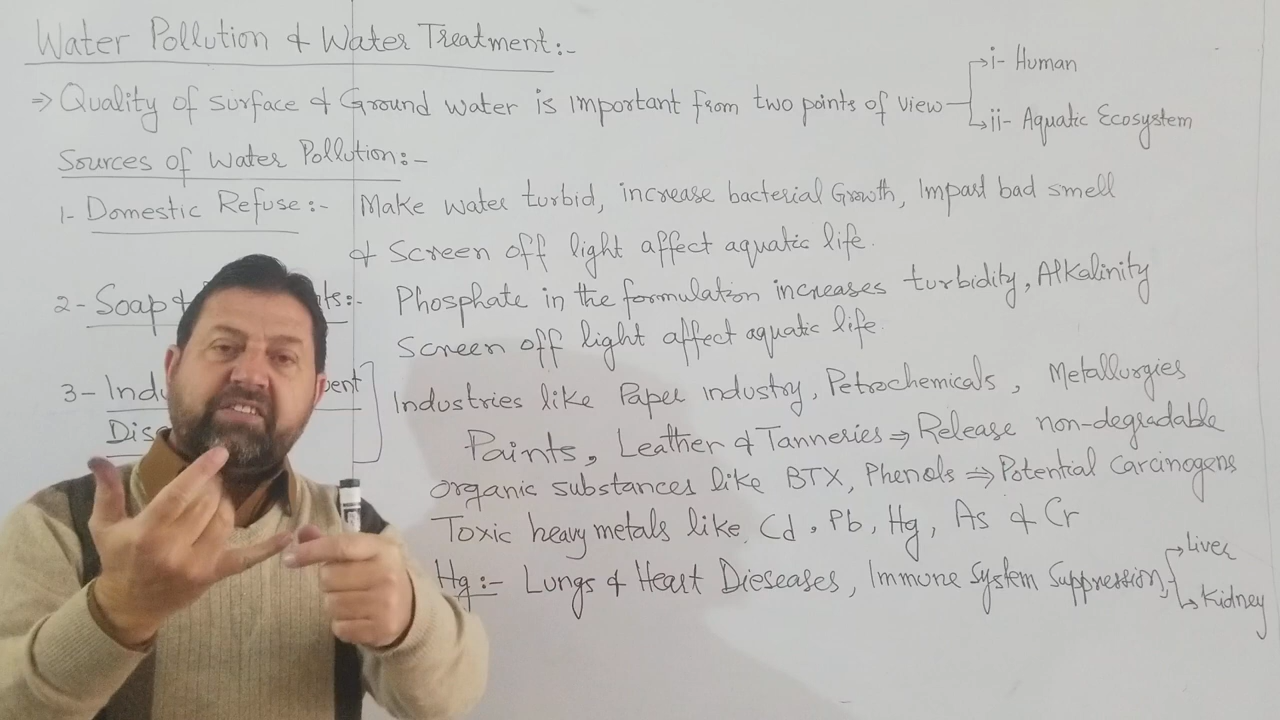 Water Pollution & Water Treatment:-
⇒ Quality of surface & Ground water is important from two points of view
i- Human
ii- Aquatic Ecosystem
Sources of Water Pollution:-
1- Domestic Refuse:- Make water turbid, increase bacterial Growth, Impart bad smell
& Screen off light affect aquatic life.
2- Soap & Phosphate in the formulation increases turbidity, Alkalinity
Screen off light affect aquatic life.
3- Industries like Paper industry, Petrochemicals, Metallurgies
Paints, Leather & Tanneries ⇒ Release non-degradable
organic substances like BTX, Phenols ⇒ Potential Carcinogens
Toxic heavy metals like Cd, Pb, Hg, As & Cr
Hg:- Lungs & Heart Dieseases, Immune System Suppression,
Liver
Kidney